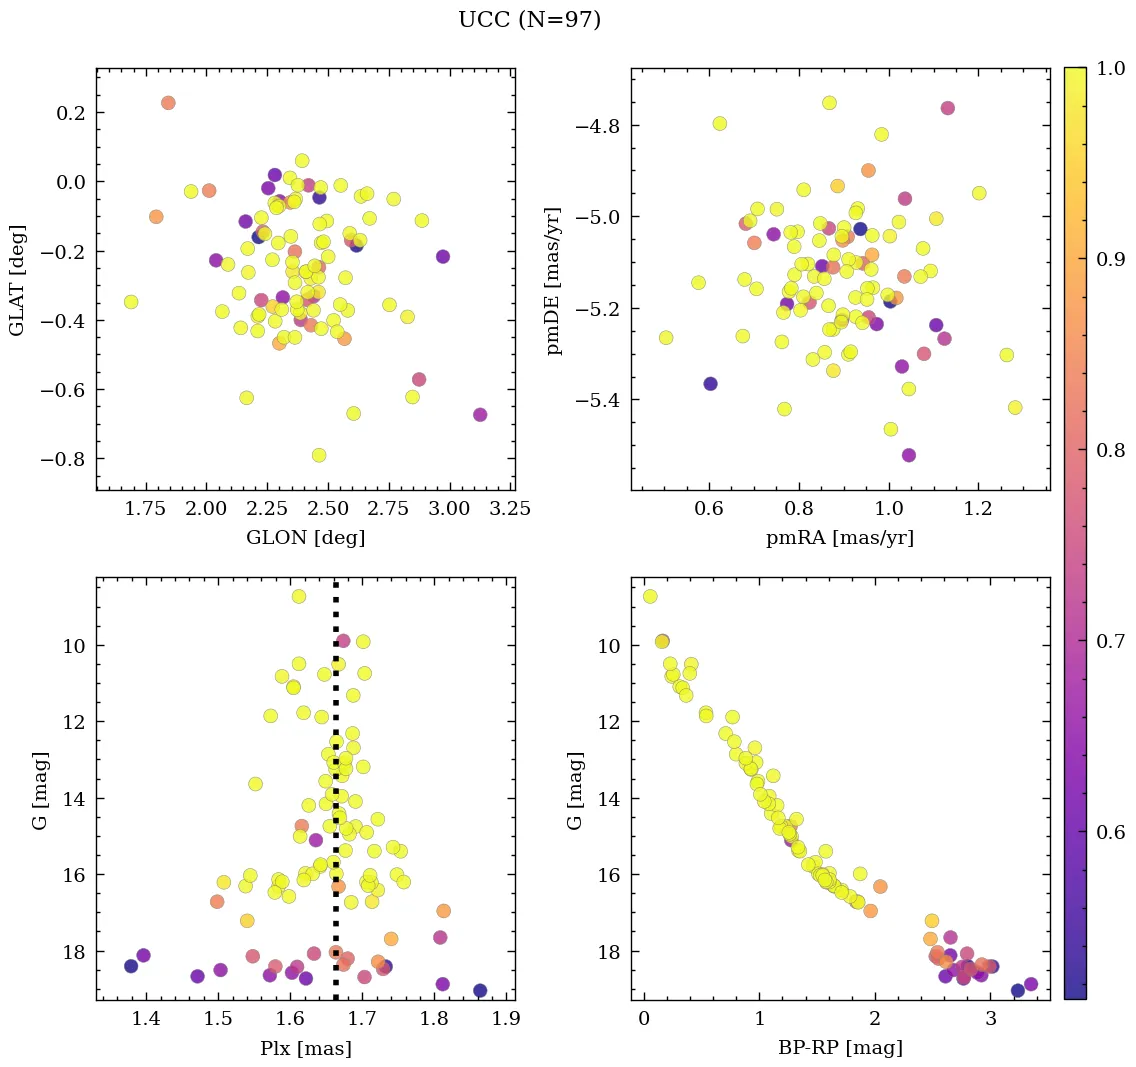 UCC (N=97)
0.2
0.0
−0.2
−0.4
−0.6
−0.8
GLAT [deg]
1.75 2.00 2.25 2.50 2.75 3.00 3.25
GLON [deg]
−4.8
−5.0
−5.2
−5.4
pmDE [mas/yr]
0.6 0.8 1.0 1.2
pmRA [mas/yr]
10
12
14
16
18
G [mag]
1.4 1.5 1.6 1.7 1.8 1.9
Plx [mas]
10
12
14
16
18
G [mag]
0 1 2 3
BP-RP [mag]
1.0
0.9
0.8
0.7
0.6